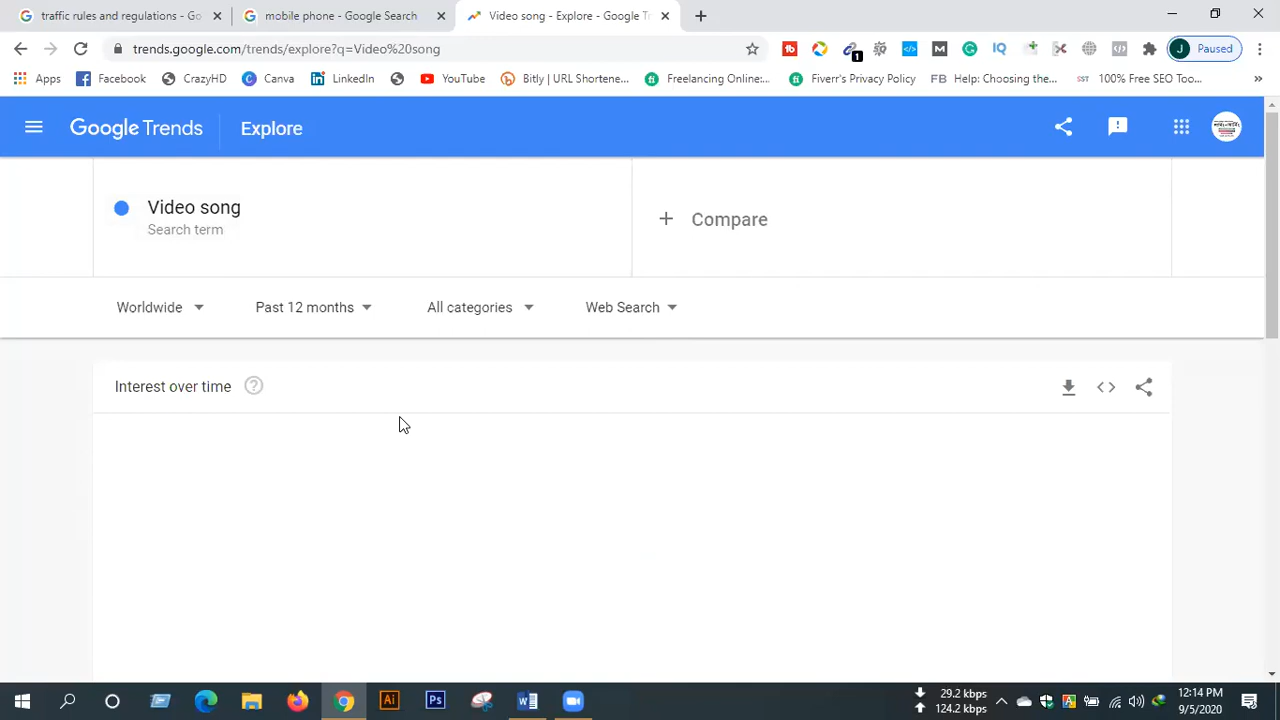 traffic rules and regulations - Go
mobile phone - Google Search
Video song - Explore - Google Tr
trends.google.com/trends/explore?q=Video%20song
1
J Paused
Apps Facebook CrazyHD Canva LinkedIn YouTube Bitly | URL Shortene... Freelancing Online:... Fiverr's Privacy Policy FB Help: Choosing the... SST 100% Free SEO Too... »
Google Trends Explore
Video song
Search term
+ Compare
Worldwide Past 12 months All categories Web Search
Interest over time
29.2 kbps
124.2 kbps
12:14 PM
9/5/2020